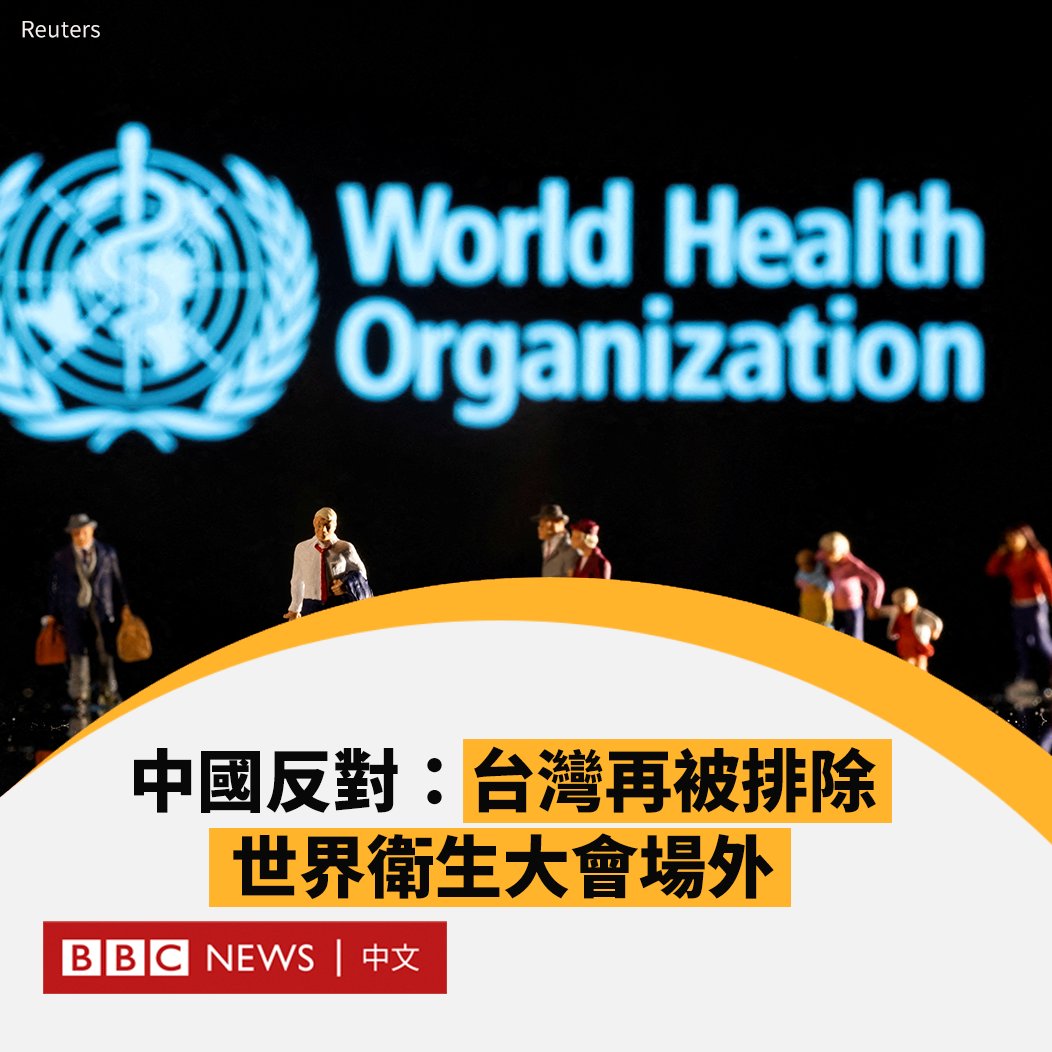 Reuters
World Health
Organization
中國反對：台灣再被排除
世界衛生大會場外
BBC NEWS | 中文